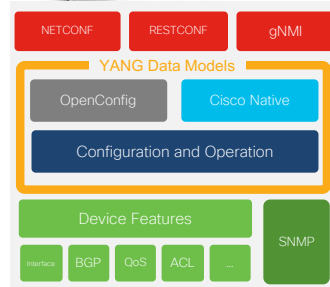 NETCONF
RESTCONF
gNMI
YANG Data Models
OpenConfig
Cisco Native
Configuration and Operation
Device Features
SNMP
Interface
BGP
QoS
ACL
...